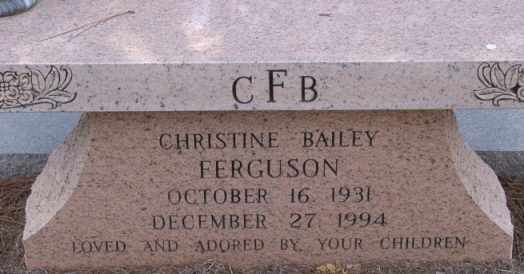 CFB
CHRISTINE BAILEY
FERGUSON
OCTOBER 16 1931
DECEMBER 27 1994
LOVED AND ADORED BY YOUR CHILDREN